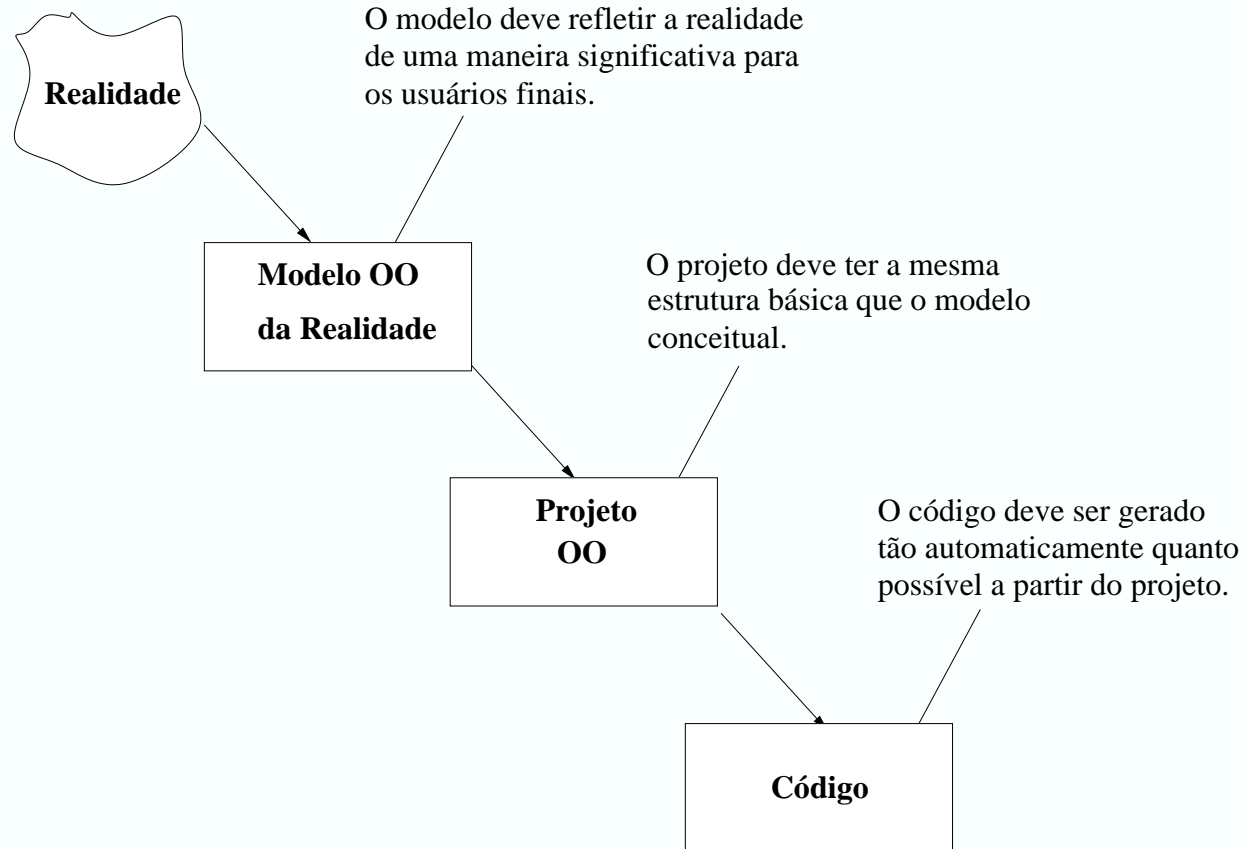 O modelo deve refletir a realidade
de uma maneira significativa para
os usuários finais.
Realidade
Modelo OO
da Realidade
O projeto deve ter a mesma
estrutura básica que o modelo
conceitual.
Projeto
OO
O código deve ser gerado
tão automaticamente quanto
possível a partir do projeto.
Código